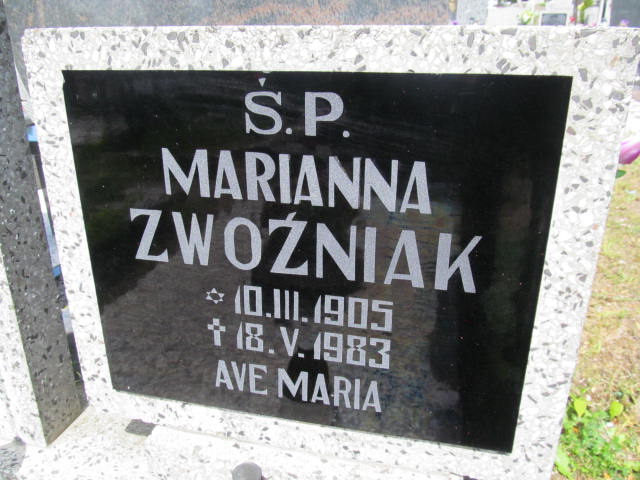 Ś.P.
MARIANNA
ZWOŹNIAK
✡ 10.III.1905
✝ 18.V.1983
AVE MARIA